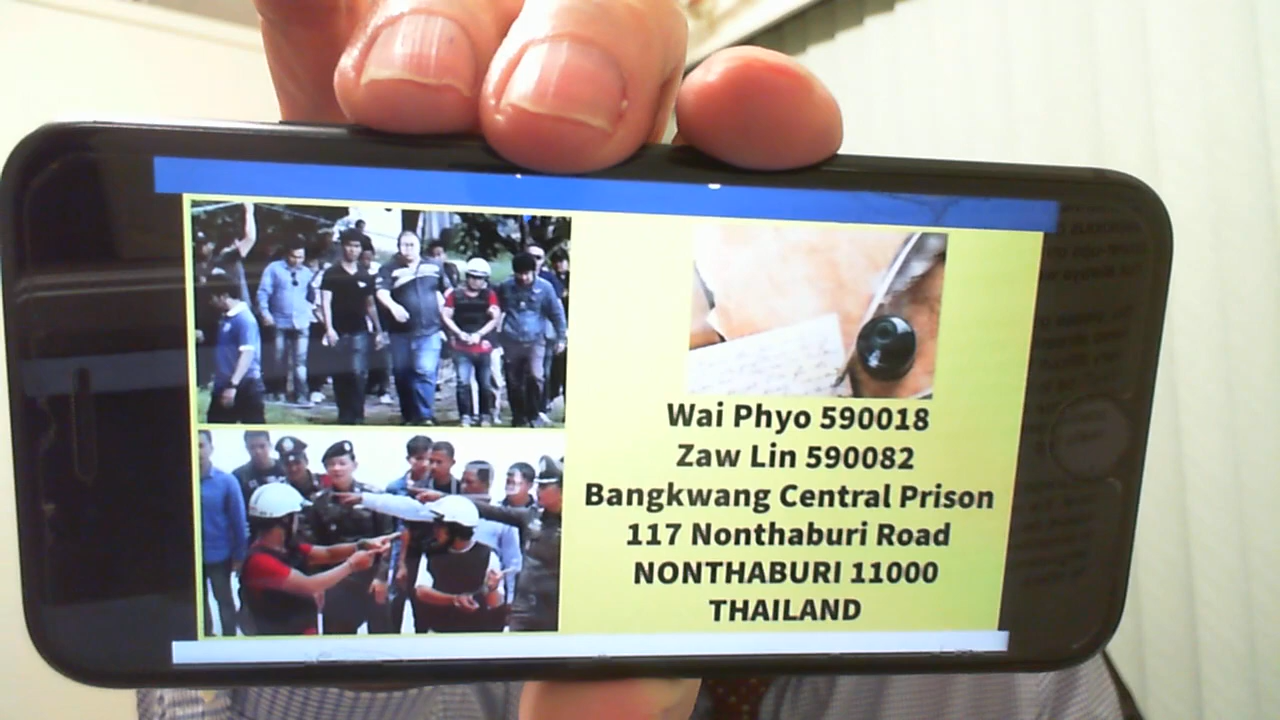 Wai Phyo 590018
Zaw Lin 590082
Bangkwang Central Prison
117 Nonthaburi Road
NONTHABURI 11000
THAILAND